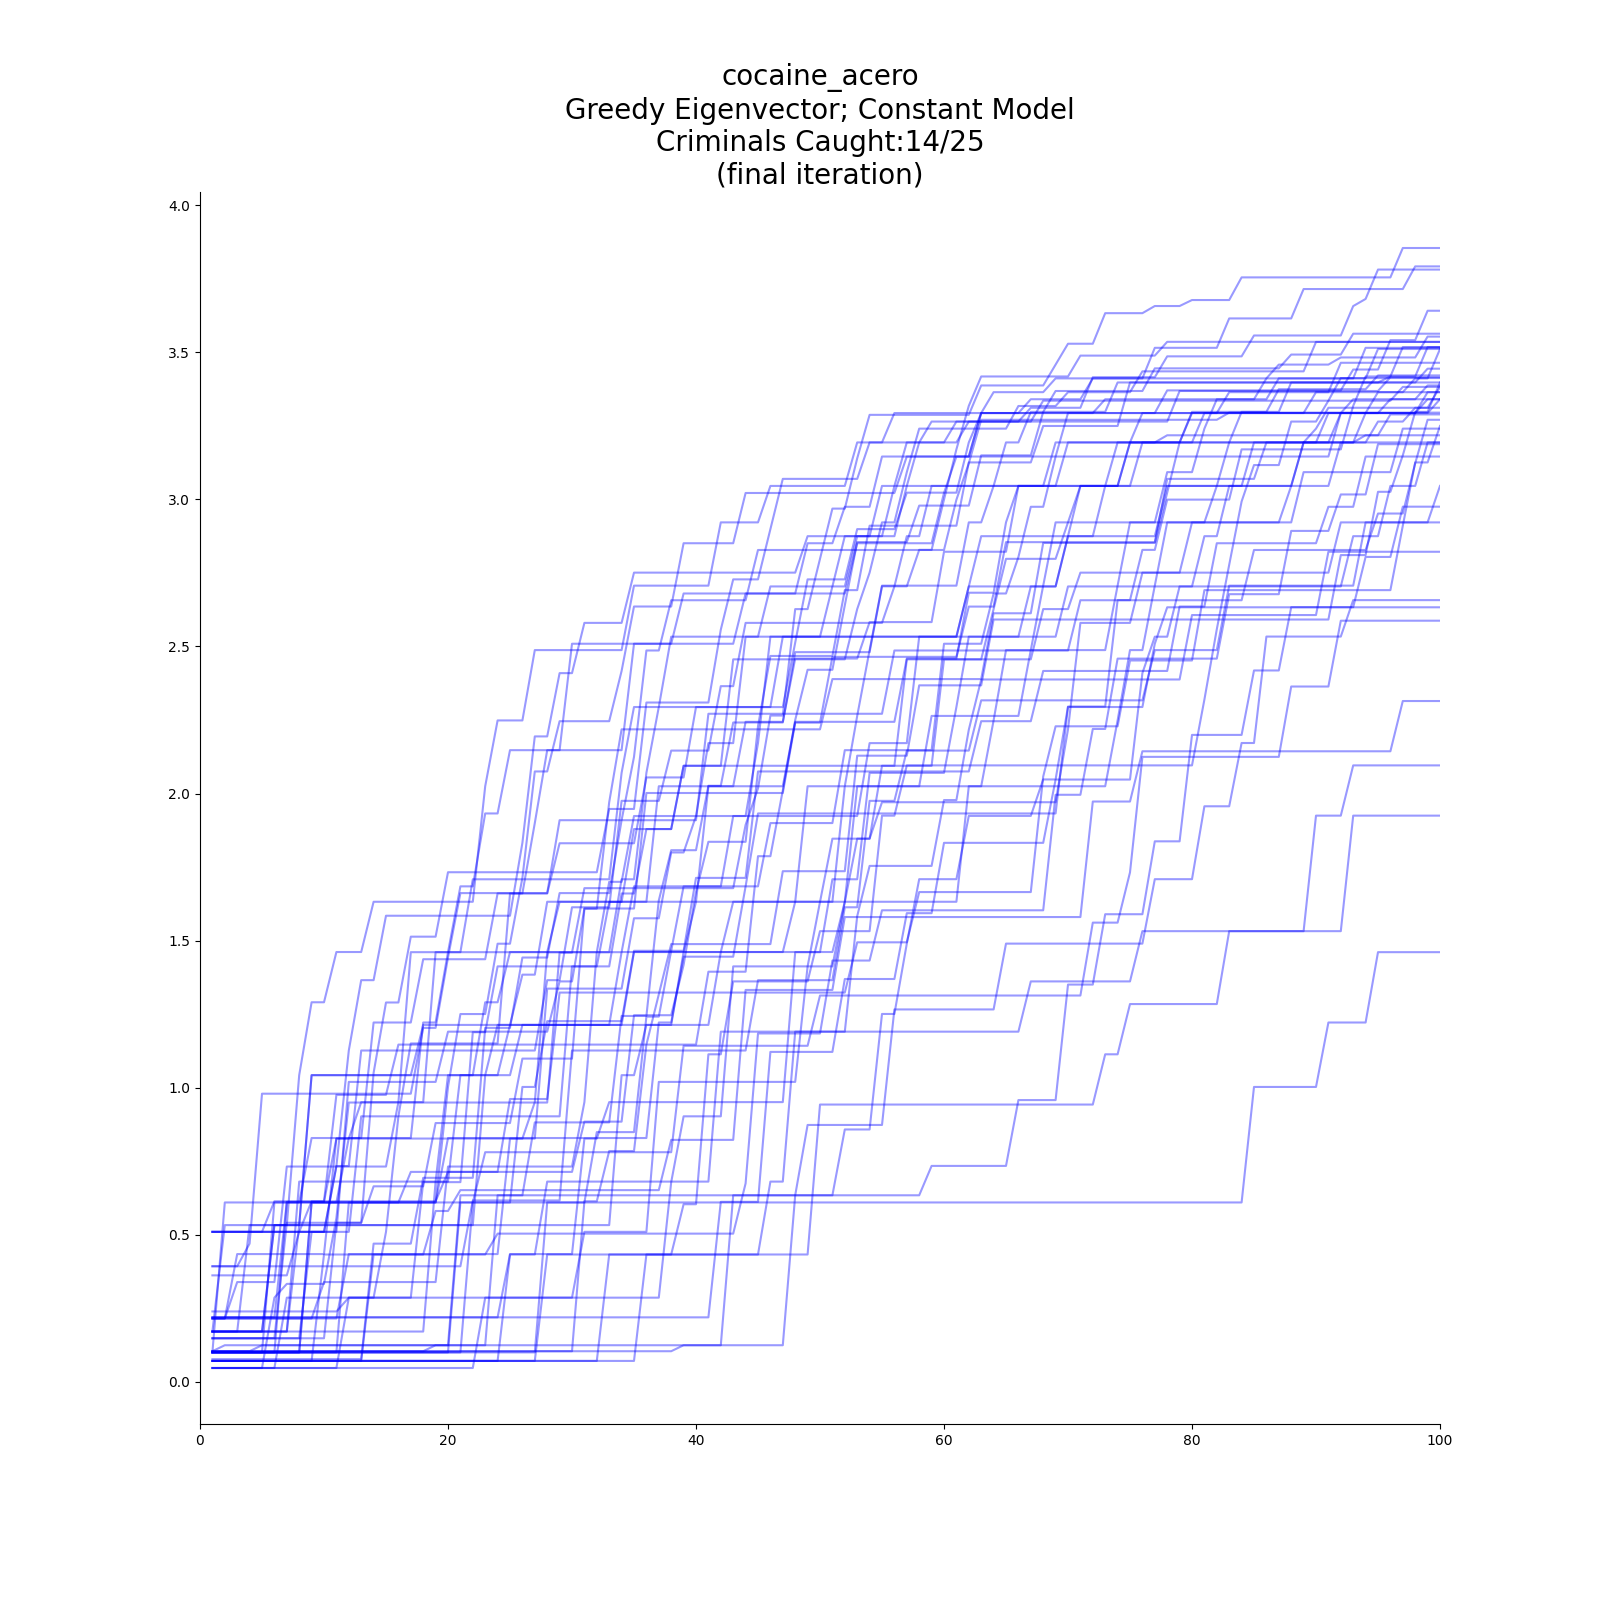 cocaine_acero
Greedy Eigenvector; Constant Model
Criminals Caught:14/25
(final iteration)
4.0
3.5
3.0
2.5
2.0
1.5
1.0
0.5
0.0
0 20 40 60 80 100